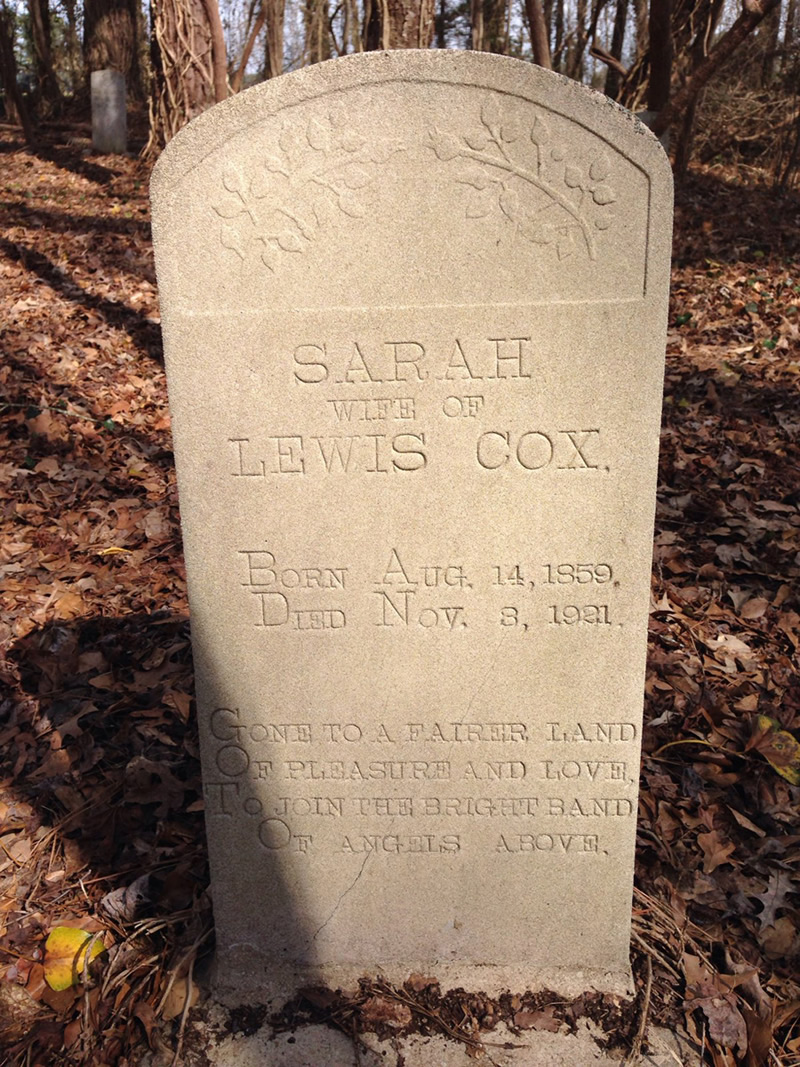 SARAH
WIFE OF
LEWIS COX.
BORN AUG. 14, 1859.
DIED NOV. 8, 1921.
GONE TO A FAIRER LAND
OF PLEASURE AND LOVE,
TO JOIN THE BRIGHT BAND
OF ANGELS ABOVE.